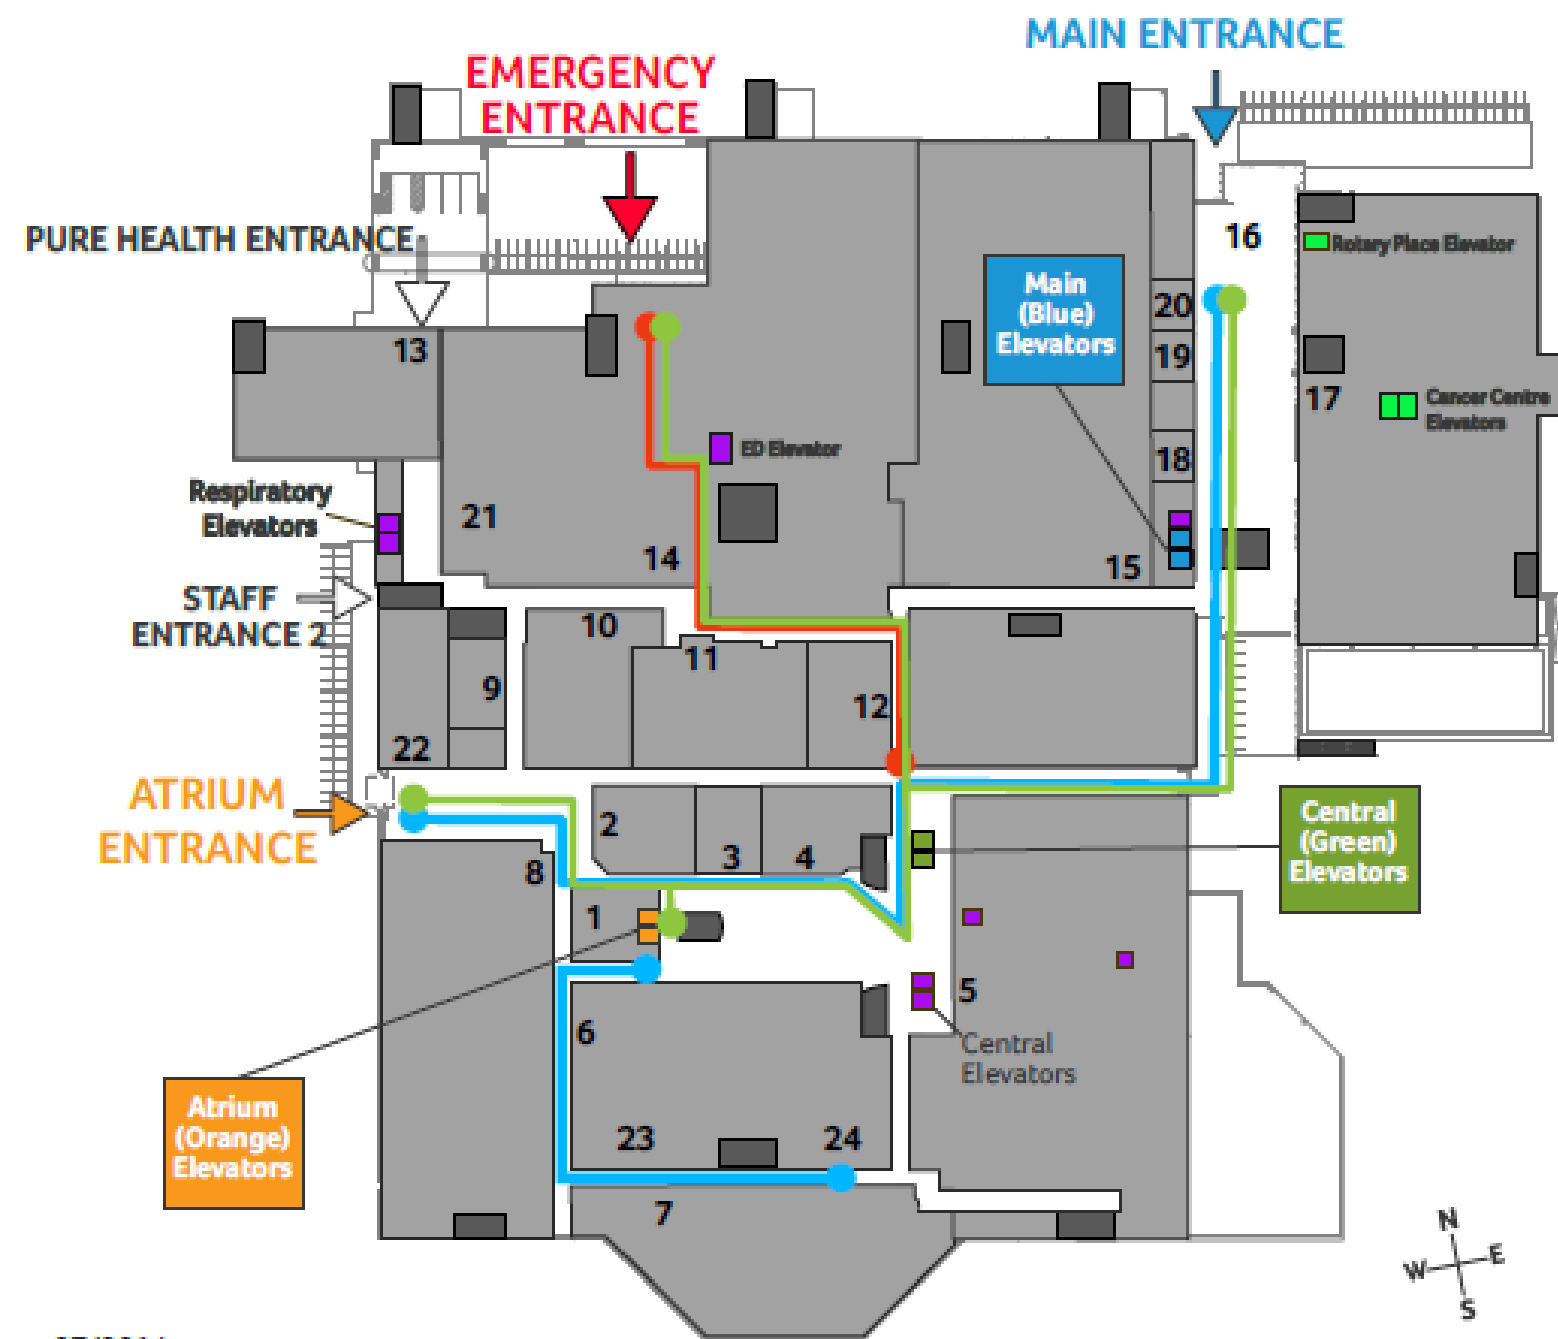 MAIN ENTRANCE
EMERGENCY
ENTRANCE
PURE HEALTH ENTRANCE
16
Rotary Place Elevator
Main
(Blue)
Elevators
20
13
19
17
Cancer Centre
Elevators
ED Elevator
18
Respiratory
Elevators
21
14
15
STAFF
ENTRANCE 2
10
11
9
12
22
ATRIUM
ENTRANCE
2
3
4
Central
(Green)
Elevators
8
1
5
6
Central
Elevators
Atrium
(Orange)
Elevators
23
24
7
N
W
E
S